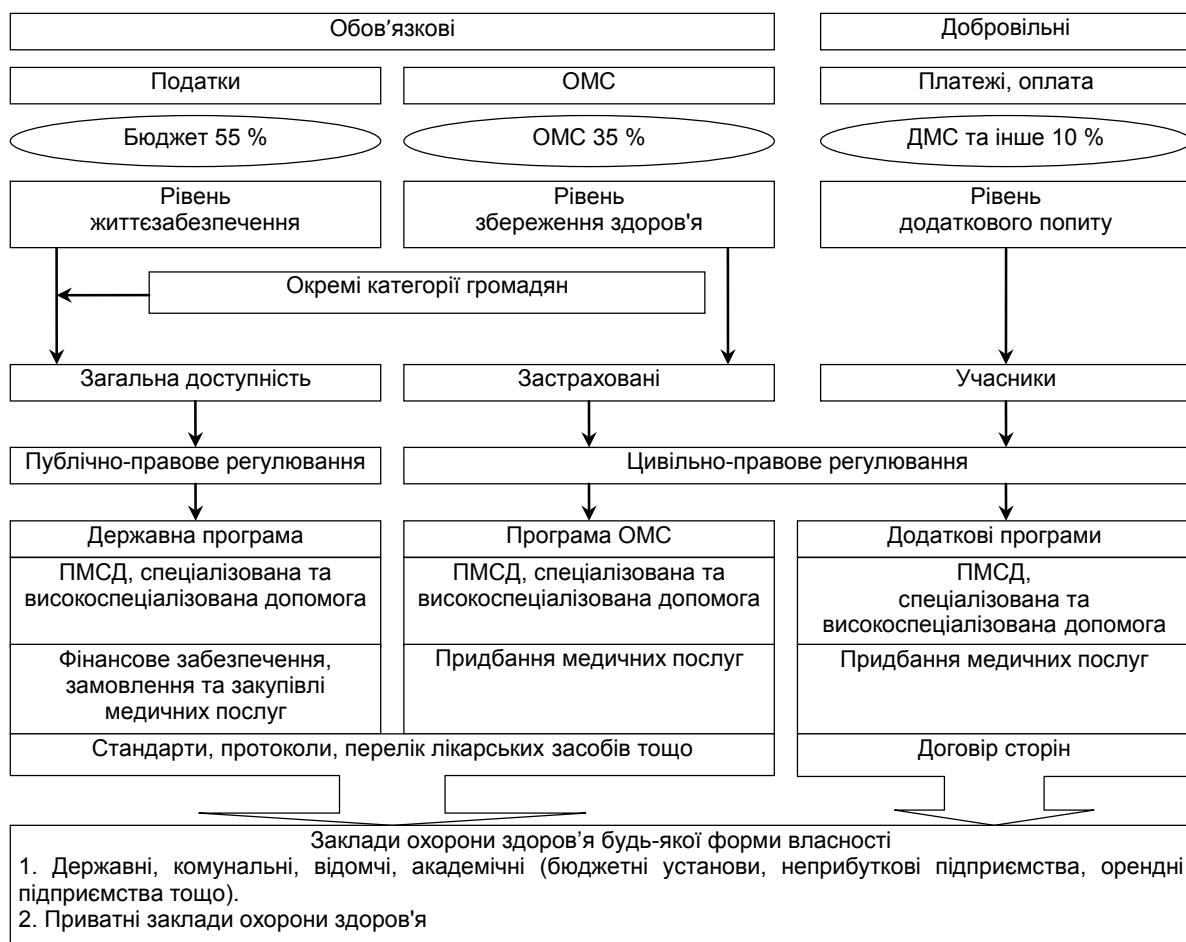 Обов’язкові
Добровільні
Податки
ОМС
Платежі, оплата
Бюджет 55 %
ОМС 35 %
ДМС та інше 10 %
Рівень
життєзабезпечення
Рівень
збереження здоров'я
Рівень
додаткового попиту
Окремі категорії громадян
Загальна доступність
Застраховані
Учасники
Публічно-правове регулювання
Цивільно-правове регулювання
Державна програма
Програма ОМС
Додаткові програми
ПМСД, спеціалізована та
високоспеціалізована допомога
ПМСД, спеціалізована та
високоспеціалізована допомога
ПМСД,
спеціалізована та
високоспеціалізована допомога
Фінансове забезпечення,
замовлення та закупівлі
медичних послуг
Придбання медичних послуг
Придбання медичних послуг
Стандарти, протоколи, перелік лікарських засобів тощо
Договір сторін
Заклади охорони здоров’я будь-якої форми власності
1. Державні, комунальні, відомчі, академічні (бюджетні установи, неприбуткові підприємства, орендні
підприємства тощо).
2. Приватні заклади охорони здоров'я